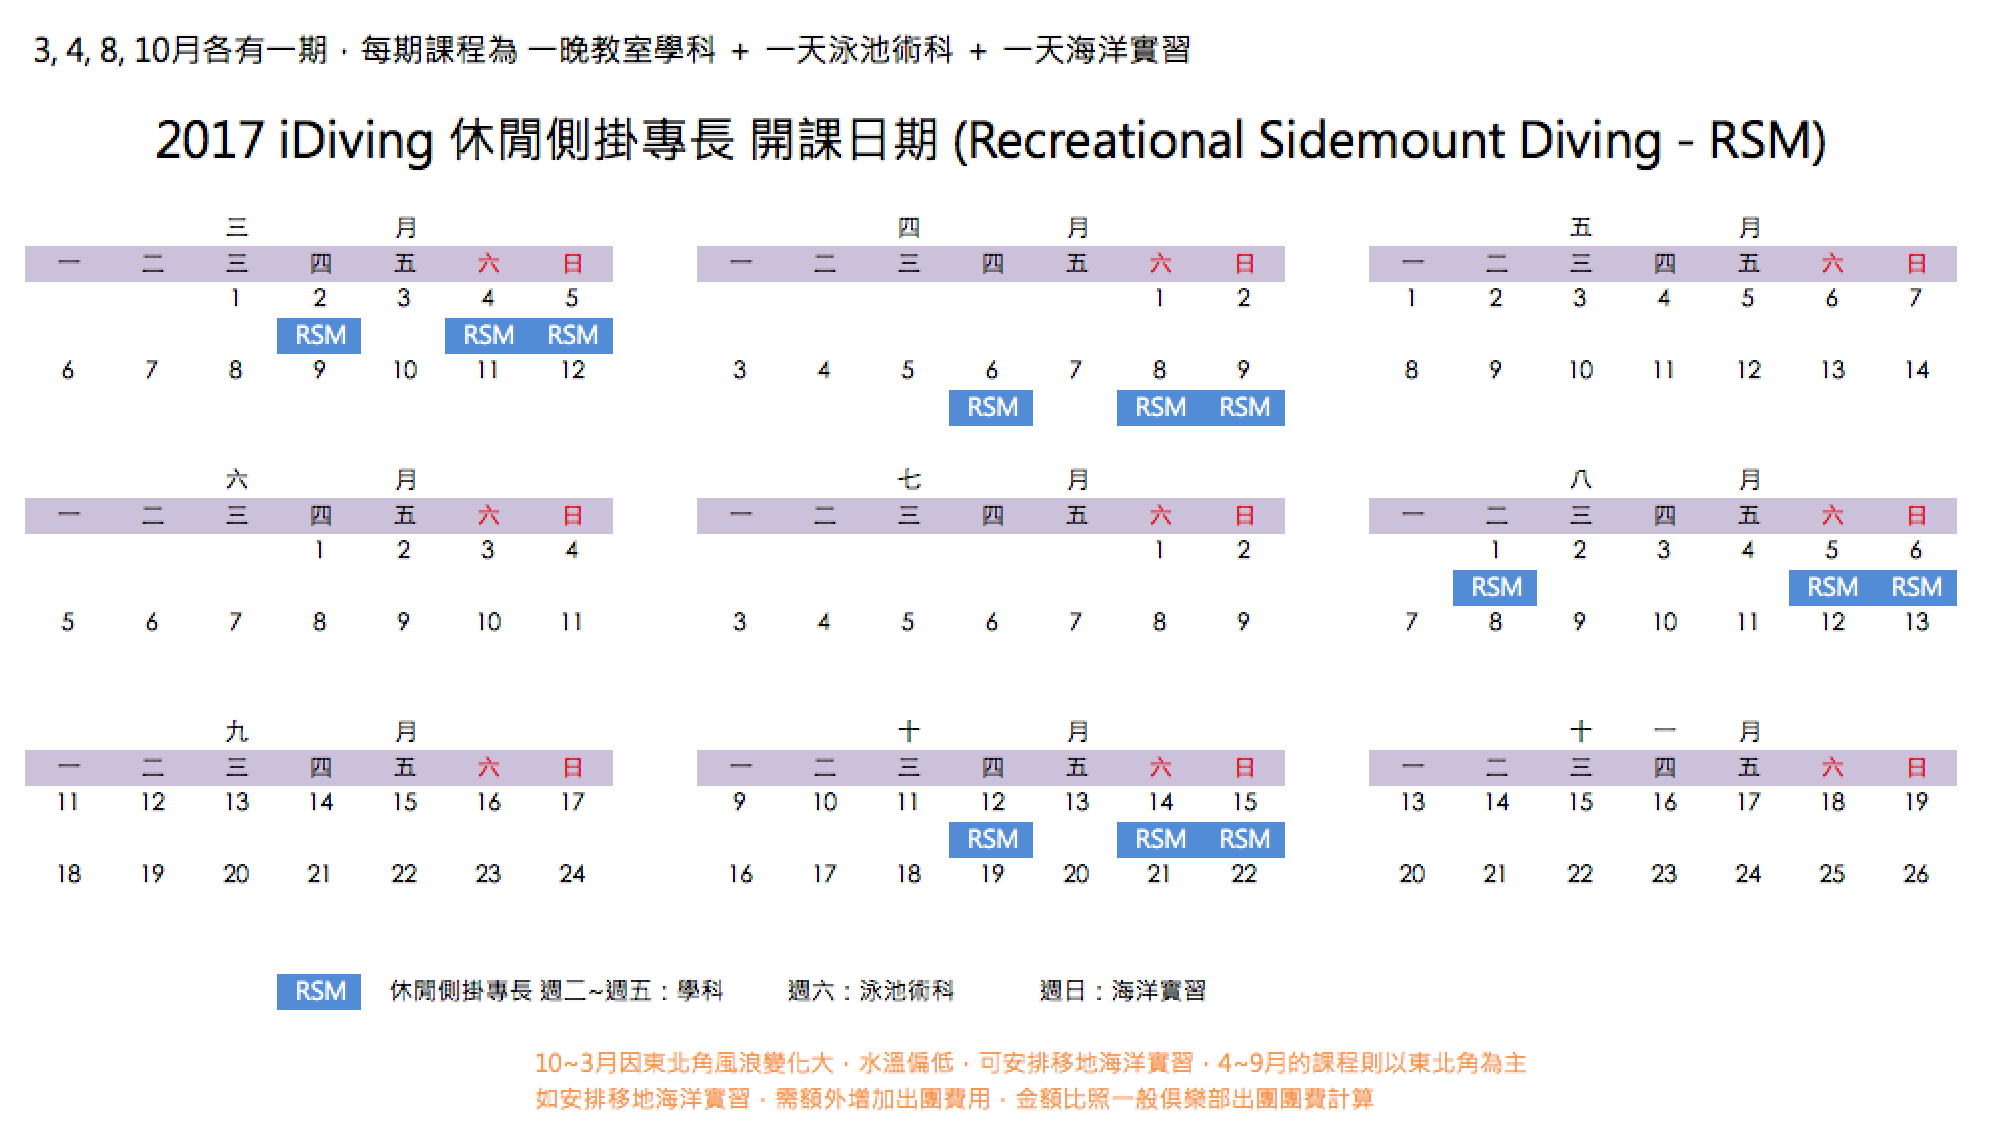 3, 4, 8, 10月各有一期，每期課程為 一晚教室學科 + 一天泳池術科 + 一天海洋實習
2017 iDiving 休閒側掛專長 開課日期 (Recreational Sidemount Diving - RSM)
三 月
一 二 三 四 五 六 日
1 2 3 4 5
RSM RSM RSM
6 7 8 9 10 11 12
四 月
一 二 三 四 五 六 日
1 2
3 4 5 6 7 8 9
RSM RSM RSM
五 月
一 二 三 四 五 六 日
1 2 3 4 5 6 7
8 9 10 11 12 13 14
六 月
一 二 三 四 五 六 日
1 2 3 4
5 6 7 8 9 10 11
七 月
一 二 三 四 五 六 日
1 2
3 4 5 6 7 8 9
八 月
一 二 三 四 五 六 日
1 2 3 4 5 6
RSM RSM RSM
7 8 9 10 11 12 13
九 月
一 二 三 四 五 六 日
11 12 13 14 15 16 17
18 19 20 21 22 23 24
十 月
一 二 三 四 五 六 日
9 10 11 12 13 14 15
RSM RSM RSM
16 17 18 19 20 21 22
十 一 月
一 二 三 四 五 六 日
13 14 15 16 17 18 19
20 21 22 23 24 25 26
RSM 休閒側掛專長 週二~週五：學科 週六：泳池術科 週日：海洋實習
10~3月因東北角風浪變化大，水溫偏低，可安排移地海洋實習，4~9月的課程則以東北角為主
如安排移地海洋實習，需額外增加出團費用，金額比照一般俱樂部出團團費計算